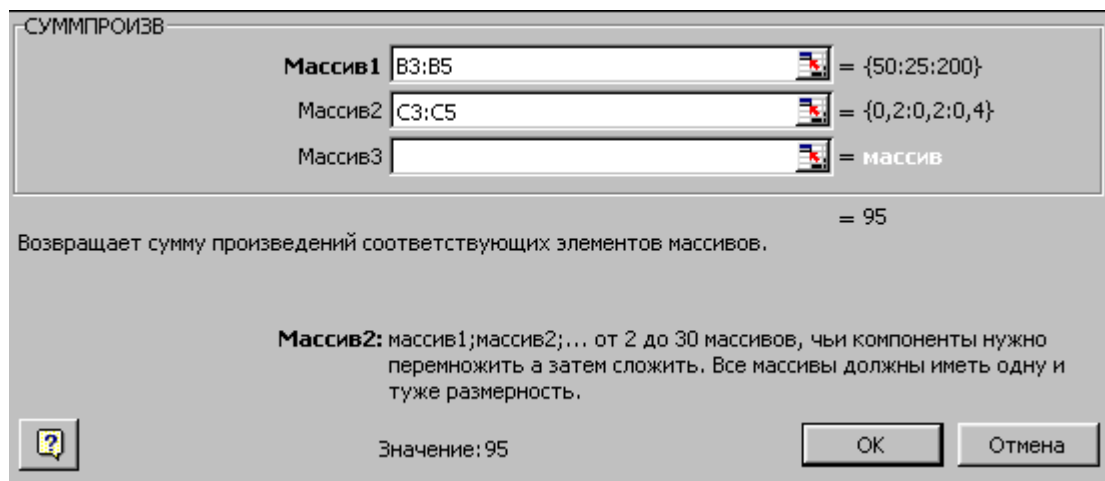 СУММПРОИЗВ
Массив1 B3:B5 = {50:25:200}
Массив2 C3:C5 = {0,2:0,2:0,4}
Массив3 = массив
= 95
Возвращает сумму произведений соответствующих элементов массивов.
Массив2: массив1;массив2;... от 2 до 30 массивов, чьи компоненты нужно
перемножить а затем сложить. Все массивы должны иметь одну и
туже размерность.
? Значение:95 OK Отмена